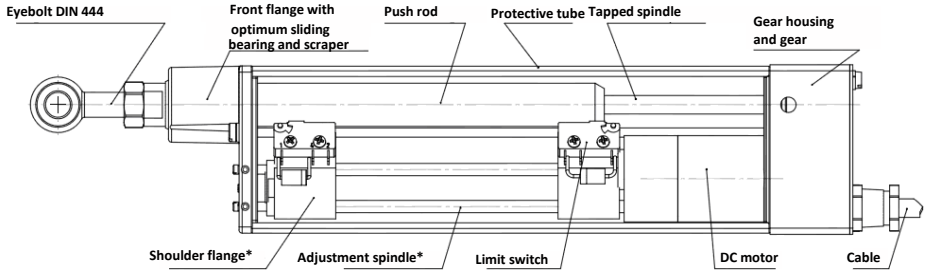 Eyebolt DIN 444
Front flange with
optimum sliding
bearing and scraper
Push rod
Protective tube
Tapped spindle
Gear housing
and gear
Shoulder flange*
Adjustment spindle*
Limit switch
DC motor
Cable